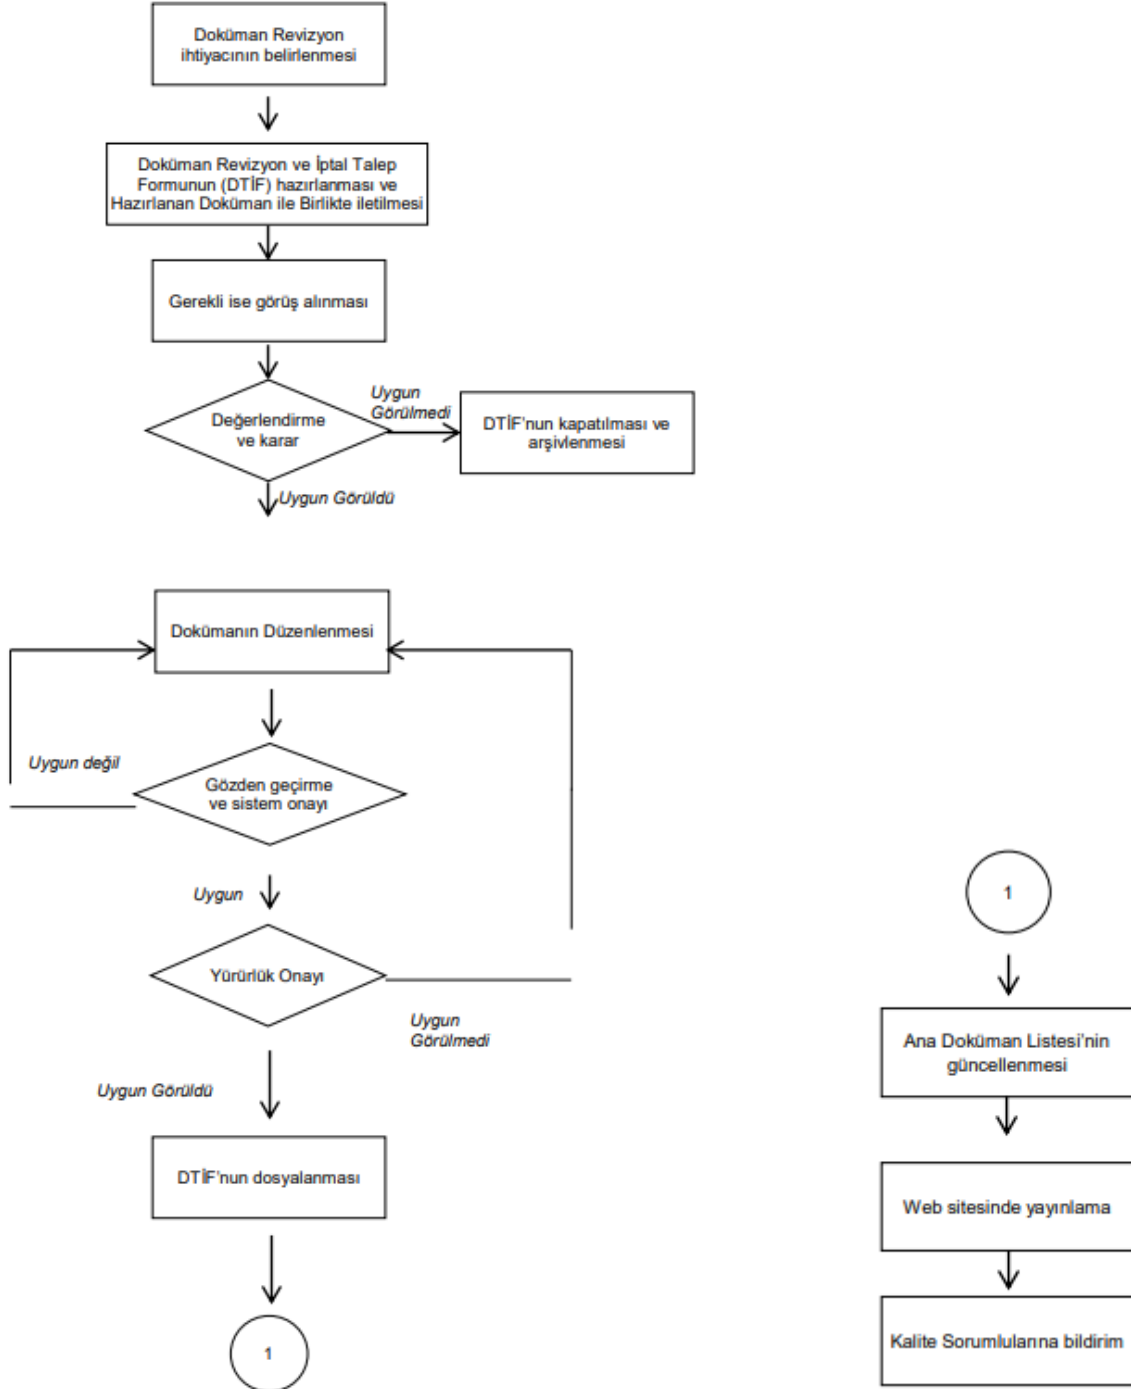 Doküman Revizyon
ihtiyacının belirlenmesi
Doküman Revizyon ve İptal Talep
Formunun (DTİF) hazırlanması ve
Hazırlanan Doküman ile Birlikte iletilmesi
Gerekli ise görüş alınması
Değerlendirme
ve karar
Uygun
Görülmedi
DTİF'nun kapatılması ve
arşivlenmesi
Uygun Görüldü
Dokümanın Düzenlenmesi
Uygun değil
Gözden geçirme
ve sistem onayı
Uygun
Yürürlük Onayı
Uygun
Görülmedi
Uygun Görüldü
DTİF'nun dosyalanması
1
1
Ana Doküman Listesi'nin
güncellenmesi
Web sitesinde yayınlama
Kalite Sorumlularına bildirim